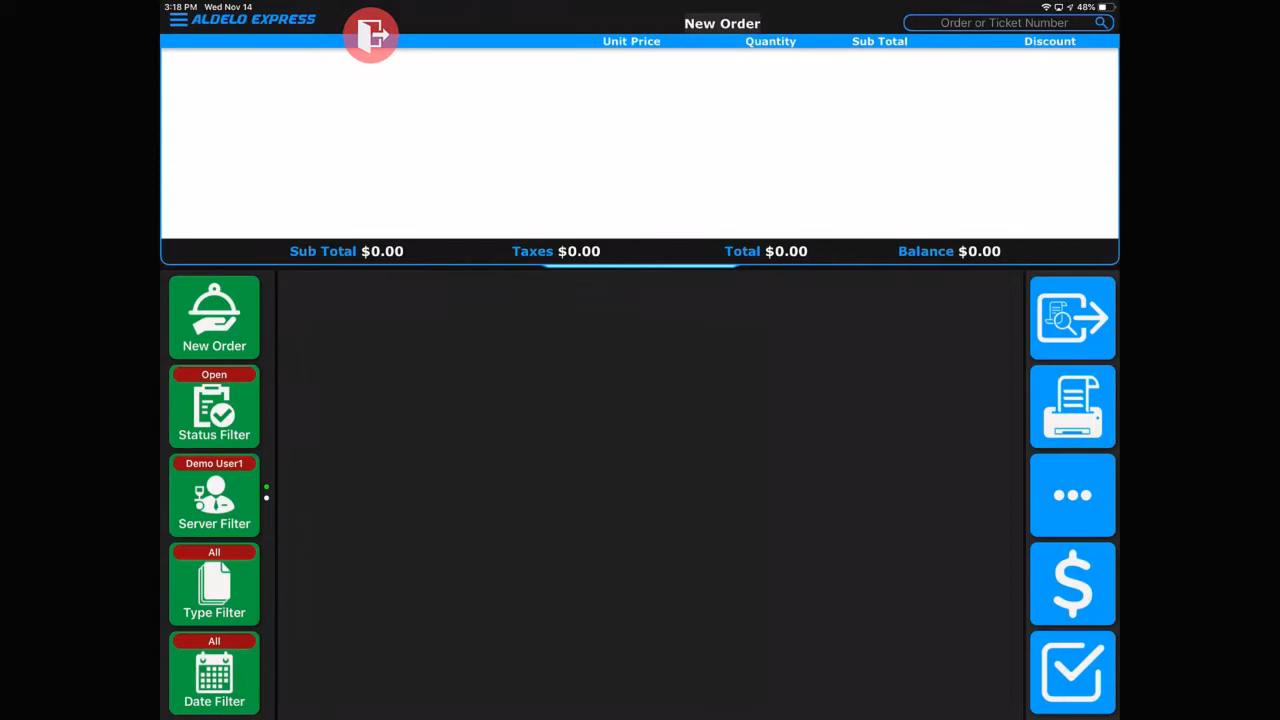 3:18 PM Wed Nov 14
48%
ALDELO EXPRESS
New Order
Order or Ticket Number
Unit Price Quantity Sub Total Discount
Sub Total $0.00 Taxes $0.00 Total $0.00 Balance $0.00
New Order
Open
Status Filter
Demo User1
Server Filter
All
Type Filter
All
Date Filter
$